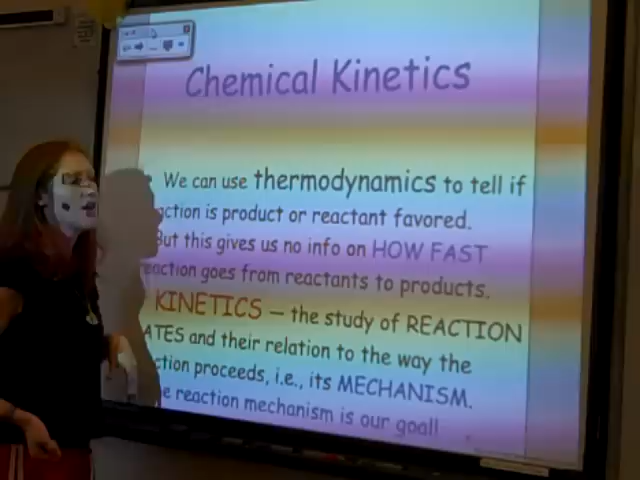 Chemical Kinetics
We can use thermodynamics to tell if
ction is product or reactant favored.
But this gives us no info on HOW FAST
eaction goes from reactants to products.
KINETICS – the study of REACTION
ATES and their relation to the way the
ction proceeds, i.e., its MECHANISM.
e reaction mechanism is our goal!